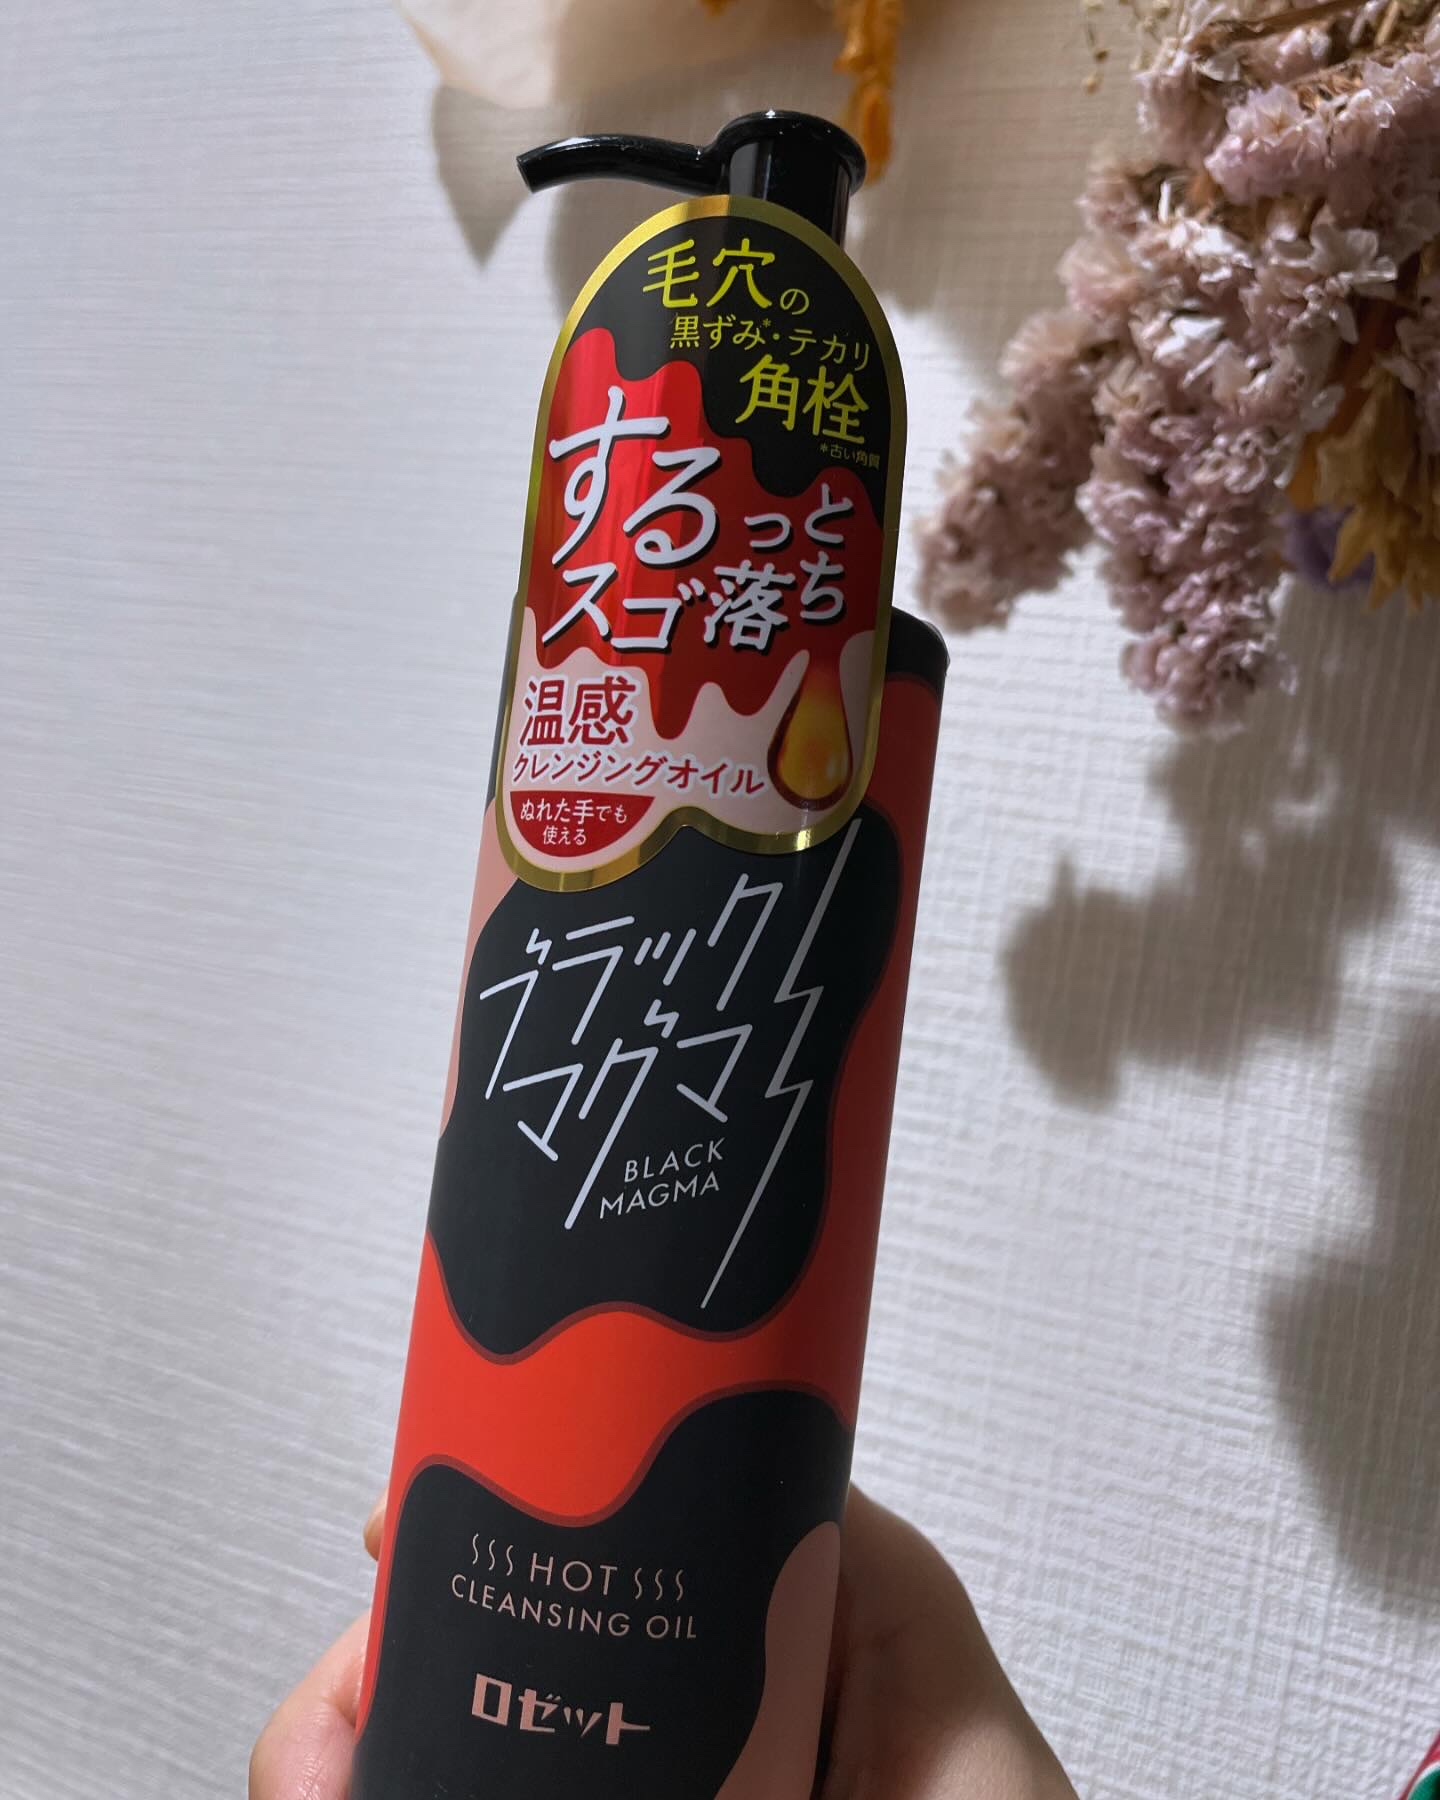 毛穴の
黒ずみ*・テカリ
角栓
*古い角質
するっと
スゴ落ち
温感
クレンジングオイル
ぬれた手でも
使える
ブラック
マグマ
BLACK
MAGMA
HOT
CLEANSING OIL
ロゼット